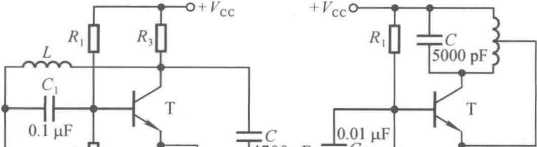 +V_CC
+V_CC
R_1
R_3
R_1
C
5000 pF
L
C_1
T
T
0.1 μF
0.01 μF
C